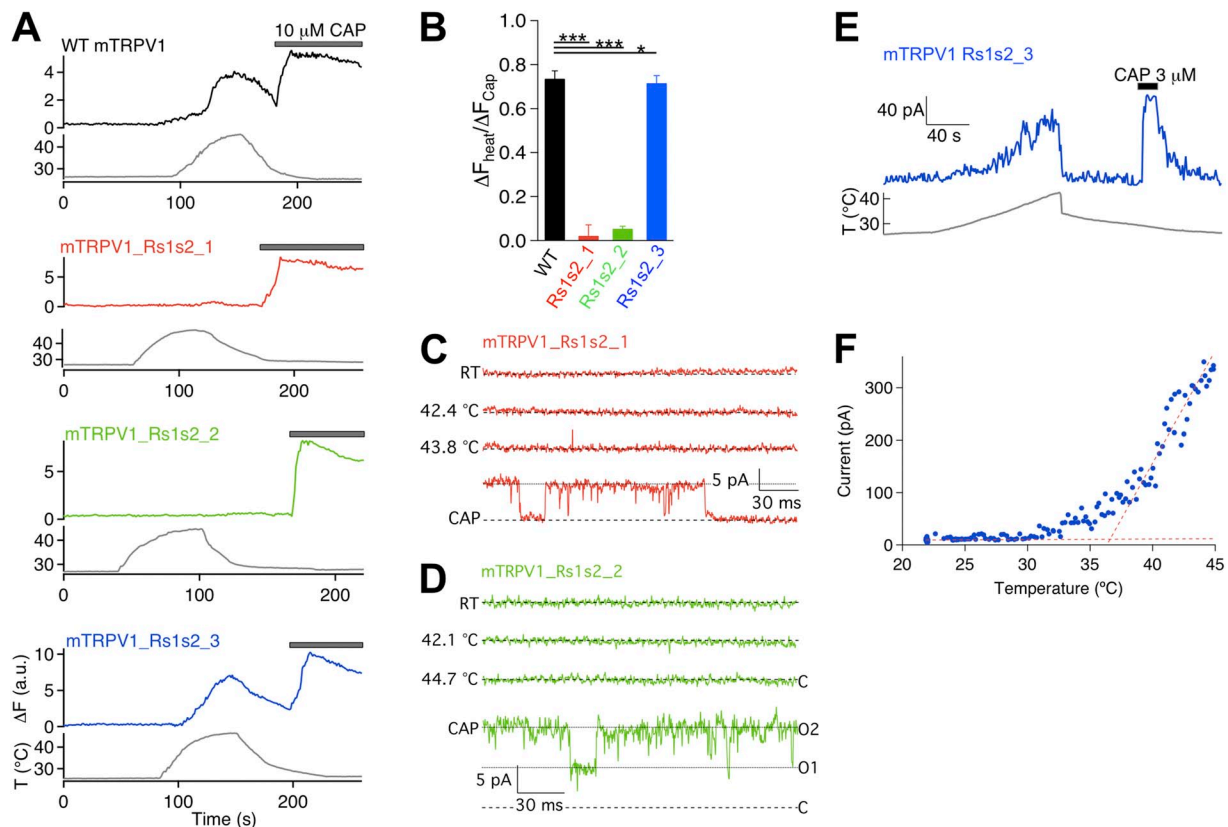 A
WT mTRPV1
10 μM CAP
4
2
0
40
30
0
100
200
mTRPV1_Rs1s2_1
5
0
40
30
0
100
200
mTRPV1_Rs1s2_2
5
0
40
30
0
100
200
mTRPV1_Rs1s2_3
10
5
0
ΔF (a.u.)
T (°C)
30
0
100
200
Time (s)
B
***
***
*
1.0
0.8
0.6
0.4
0.2
0.0
ΔFheat/ΔFCap
WT
Rs1s2_1
Rs1s2_2
Rs1s2_3
C
mTRPV1_Rs1s2_1
RT
42.4 °C
43.8 °C
5 pA
30 ms
CAP
D
mTRPV1_Rs1s2_2
RT
42.1 °C
44.7 °C
C
CAP
O2
O1
5 pA
30 ms
C
E
mTRPV1 Rs1s_3
CAP 3 μM
40 pA
40 s
T (°C)
40
30
F
Current (pA)
300
200
100
0
20
25
30
35
40
45
Temperature (ºC)